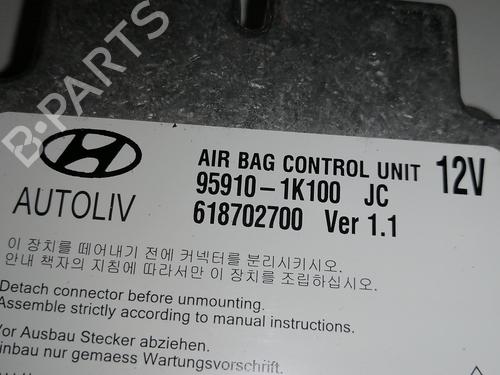 B-PARTS
AIR BAG CONTROL UNIT 12V
95910-1K100 JC
AUTOLIV
618702700 Ver 1.1
이 장치를 떼어내기 전에 커넥터를 분리시키시오.
안내 책자의 지침에 따라서만 이 장치를 조립하십시오.
Detach connector before unmounting.
Assemble strictly according to manual instructions.
Vor Ausbau Stecker abziehen.
Einbau nur gemaess Wartungsvorschrift.